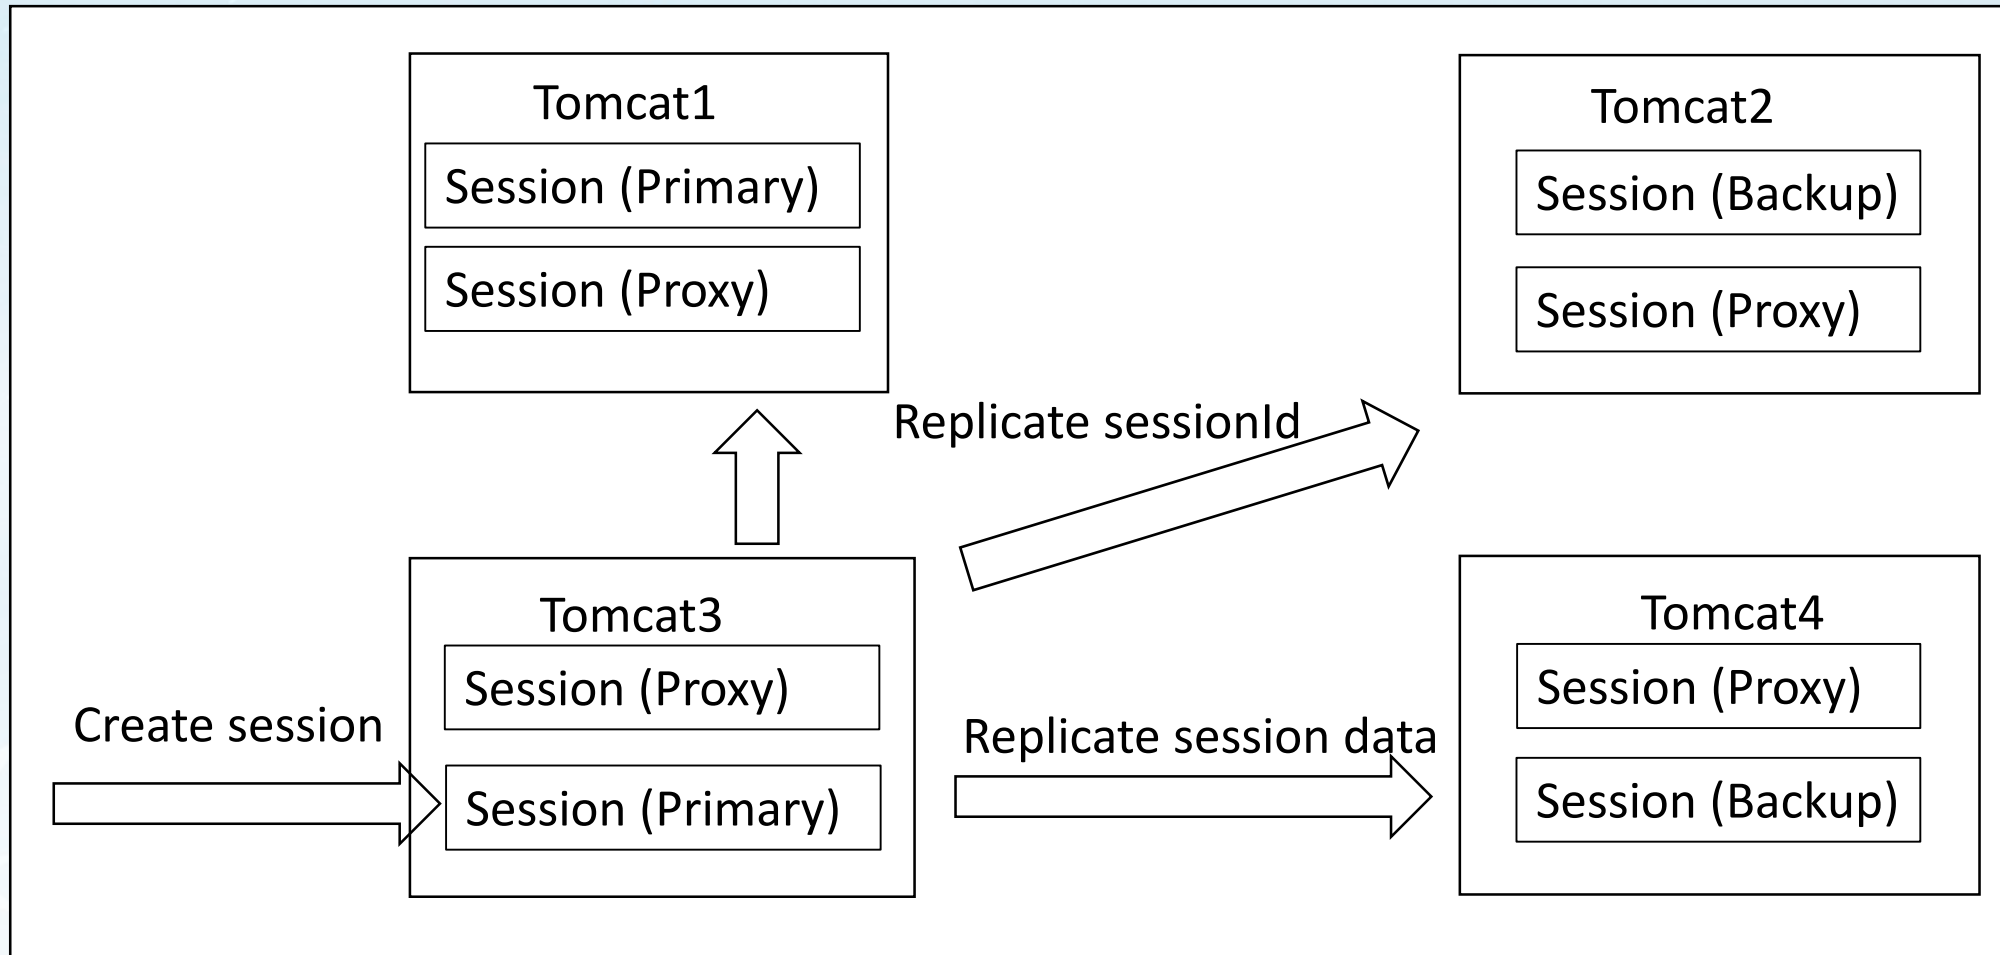 Tomcat1
Session (Primary)
Session (Proxy)
Tomcat2
Session (Backup)
Session (Proxy)
Replicate sessionId
Create session
Tomcat3
Session (Proxy)
Session (Primary)
Replicate session data
Tomcat4
Session (Proxy)
Session (Backup)